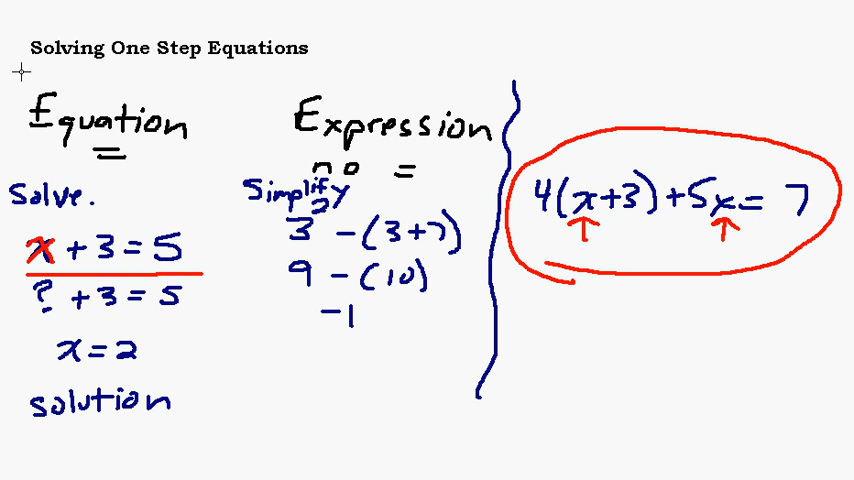 Solving One Step Equations
Equation
=
Solve.
x + 3 = 5
? + 3 = 5
x = 2
solution
Expression
no =
Simplify
3² - (3+7)
9 - (10)
-1
4(x+3)+5x= 7